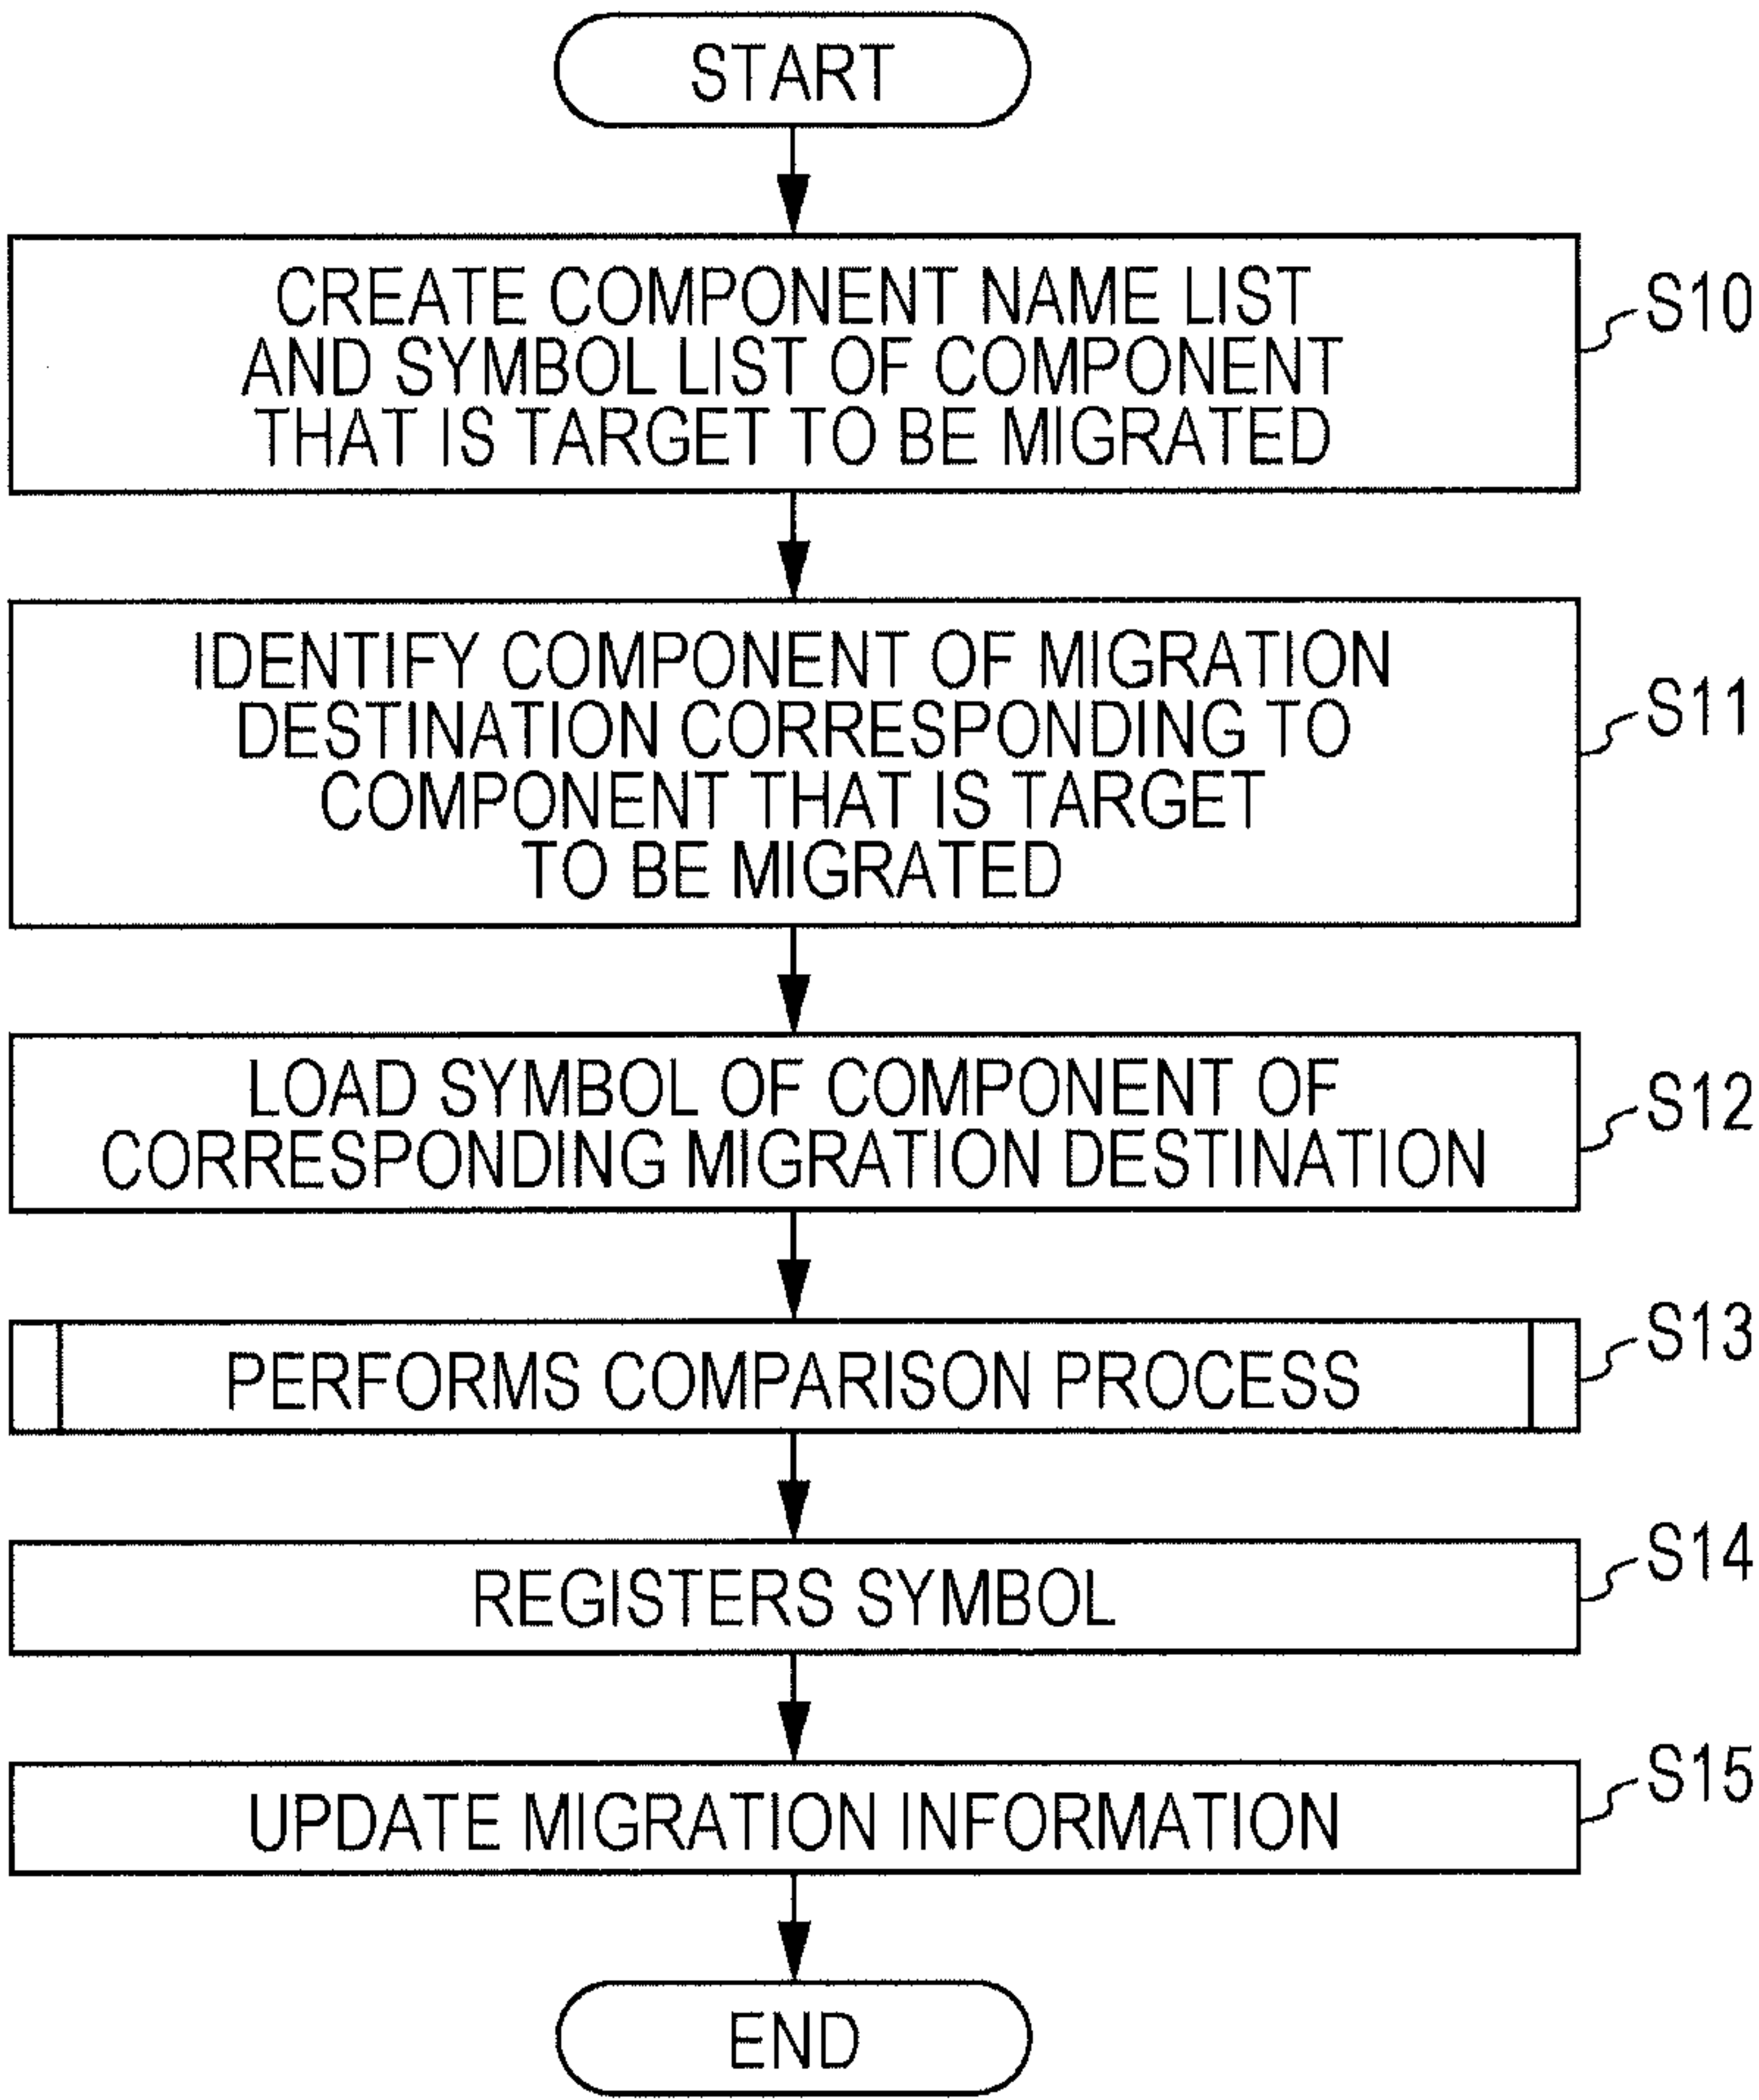 START
CREATE COMPONENT NAME LIST
AND SYMBOL LIST OF COMPONENT
THAT IS TARGET TO BE MIGRATED
S10
IDENTIFY COMPONENT OF MIGRATION
DESTINATION CORRESPONDING TO
COMPONENT THAT IS TARGET
TO BE MIGRATED
S11
LOAD SYMBOL OF COMPONENT OF
CORRESPONDING MIGRATION DESTINATION
S12
PERFORMS COMPARISON PROCESS
S13
REGISTERS SYMBOL
S14
UPDATE MIGRATION INFORMATION
S15
END